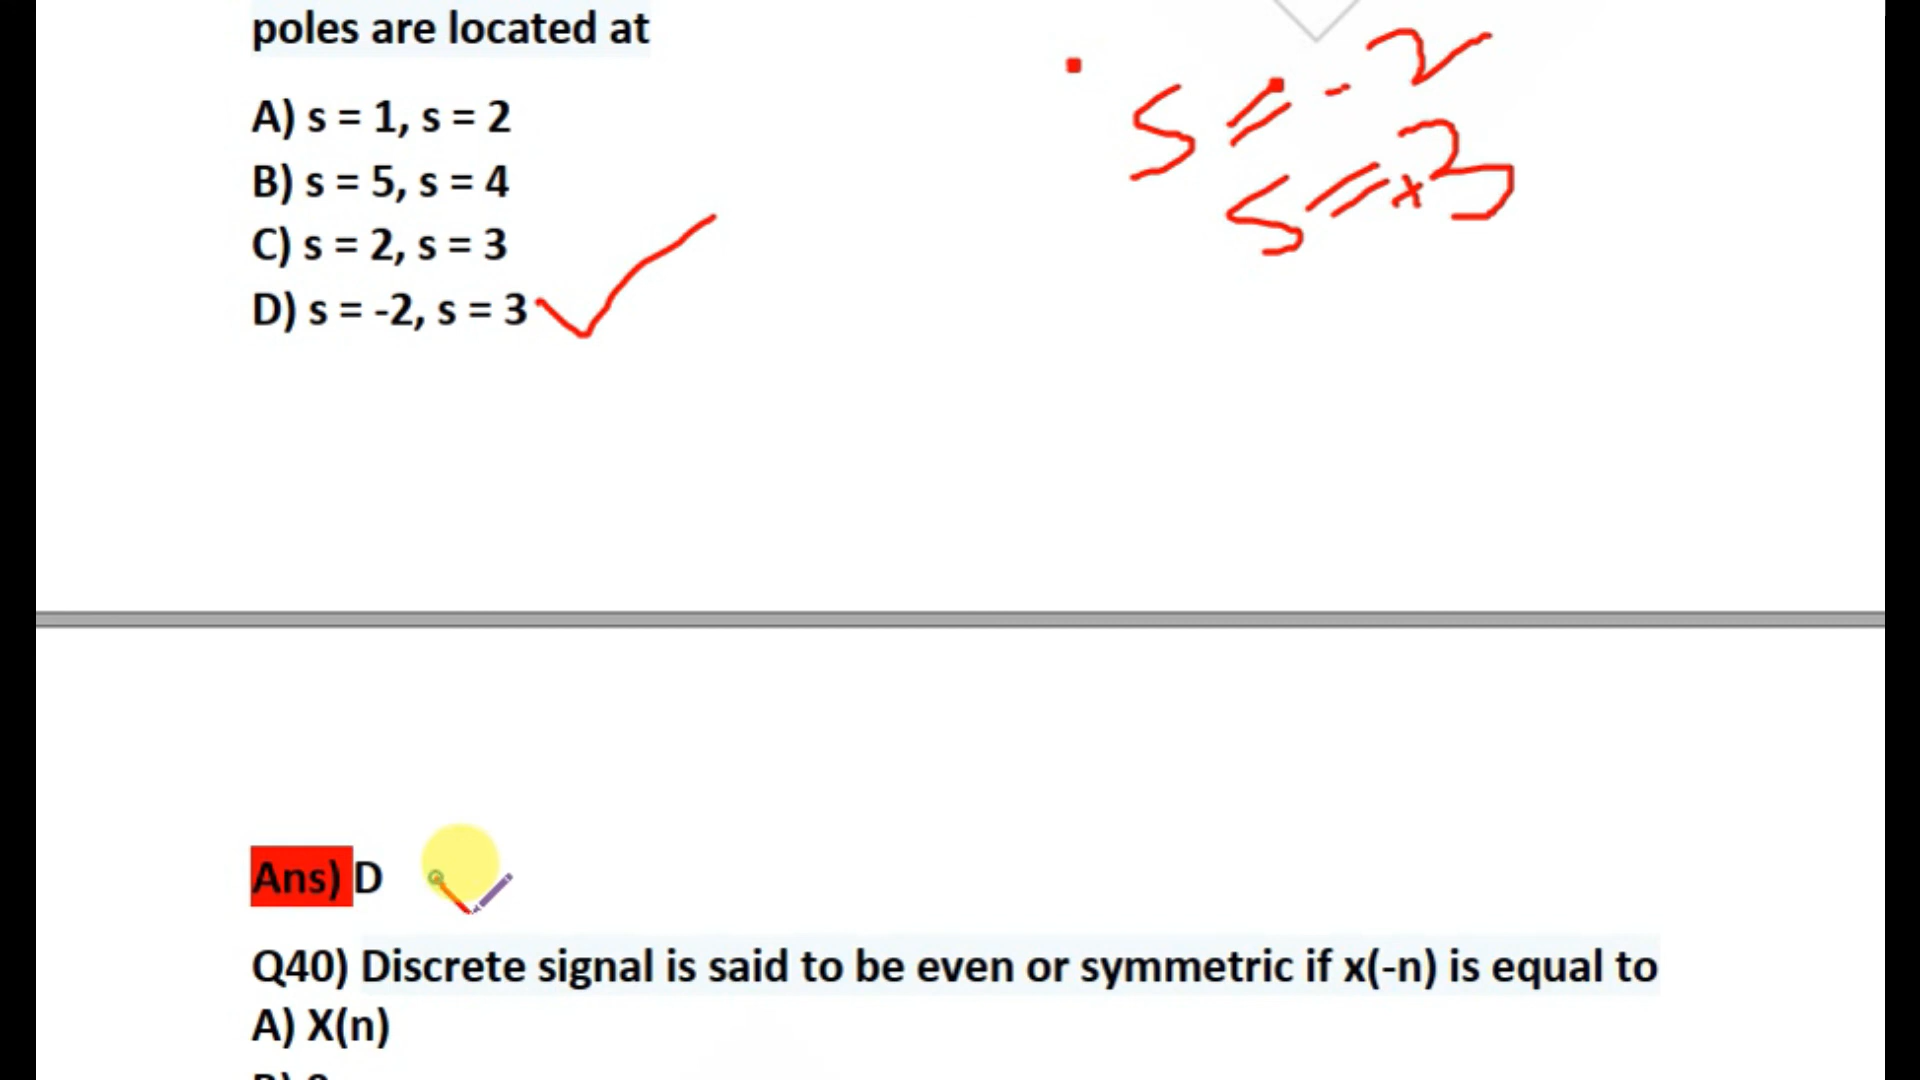 poles are located at
A) s = 1, s = 2
B) s = 5, s = 4
C) s = 2, s = 3
D) s = -2, s = 3
s = -2
s = +3
Ans) D
Q40) Discrete signal is said to be even or symmetric if x(-n) is equal to
A) X(n)